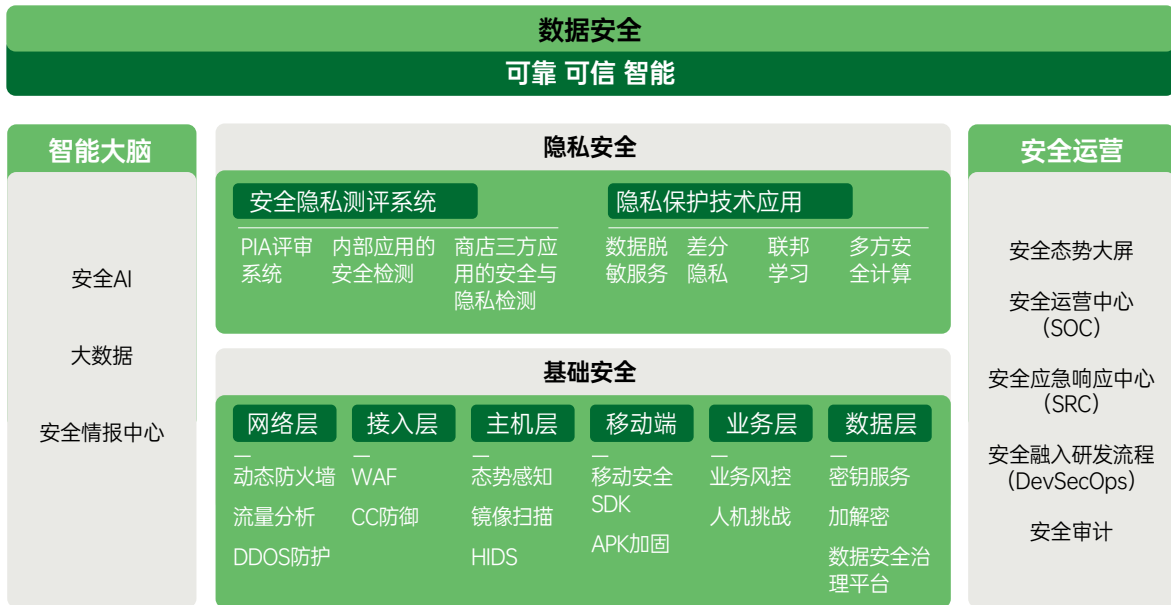 数据安全
可靠 可信 智能
智能大脑
安全AI
大数据
安全情报中心
隐私安全
安全隐私测评系统
PIA评审
系统
内部应用的
安全检测
商店三方应
用的安全与
隐私检测
隐私保护技术应用
数据脱
敏服务
差分
隐私
联邦
学习
多方安
全计算
基础安全
网络层
动态防火墙
流量分析
DDOS防护
接入层
WAF
CC防御
主机层
态势感知
镜像扫描
HIDS
移动端
移动安全
SDK
APK加固
业务层
业务风控
人机挑战
数据层
密钥服务
加解密
数据安全治
理平台
安全运营
安全态势大屏
安全运营中心
（SOC）
安全应急响应中心
（SRC）
安全融入研发流程
（DevSecOps）
安全审计